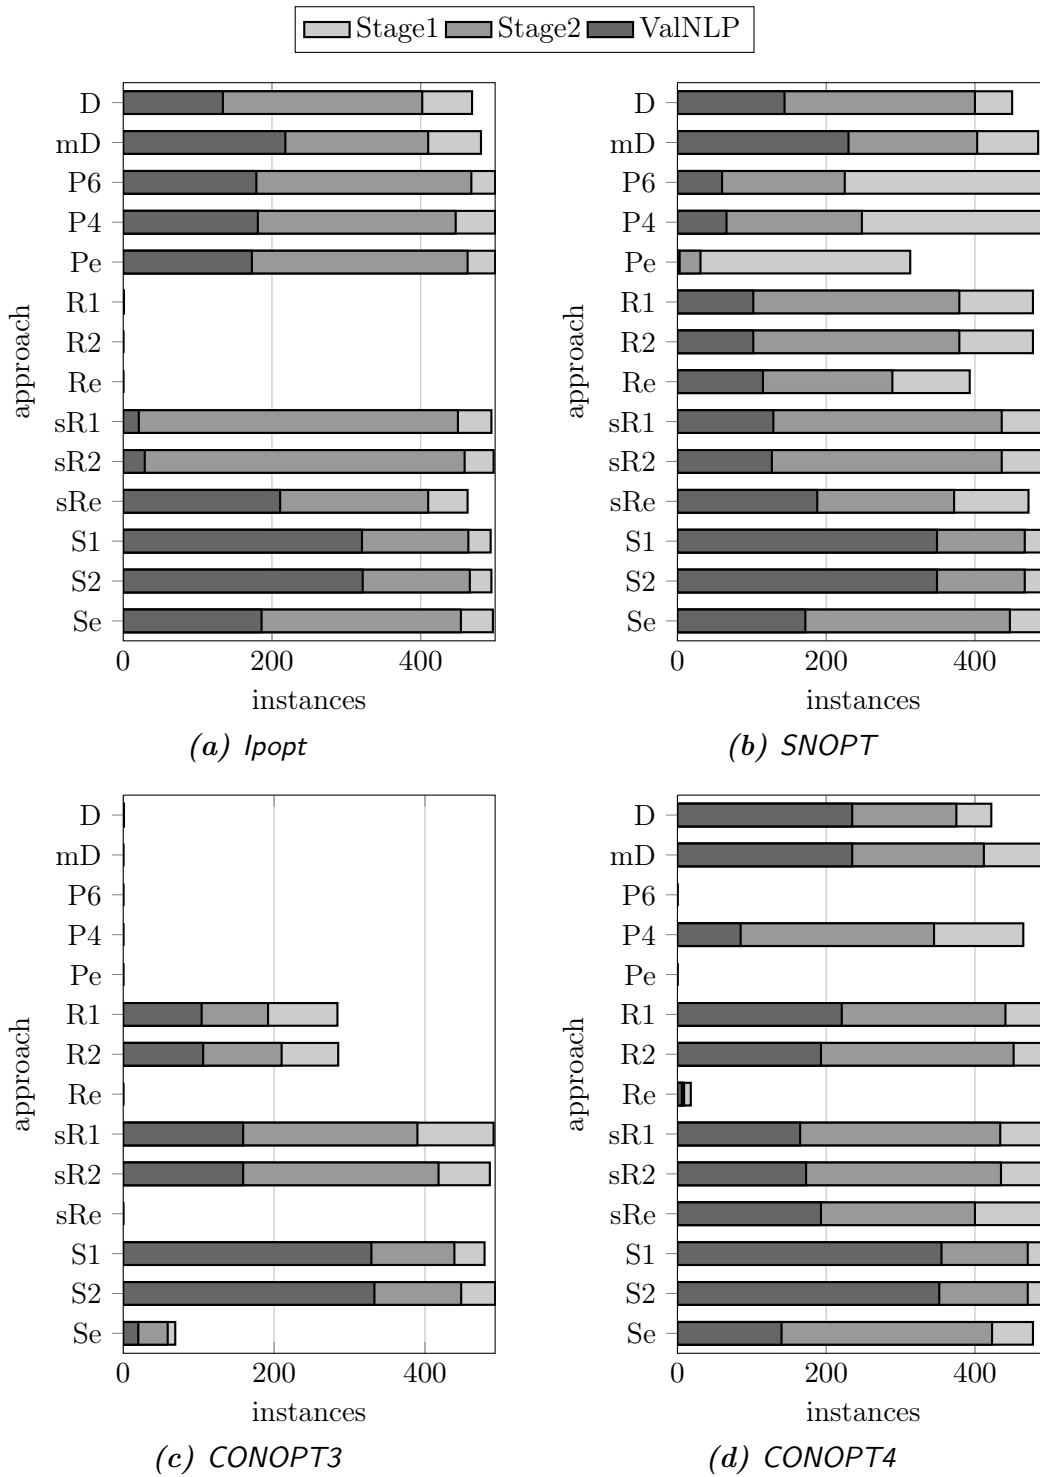 Stage1 Stage2 ValNLP
approach
D
mD
P6
P4
Pe
R1
R2
Re
sR1
sR2
sRe
S1
S2
Se
0 200 400
instances
(a) Ipopt
approach
D
mD
P6
P4
Pe
R1
R2
Re
sR1
sR2
sRe
S1
S2
Se
0 200 400
instances
(b) SNOPT
approach
D
mD
P6
P4
Pe
R1
R2
Re
sR1
sR2
sRe
S1
S2
Se
0 200 400
instances
(c) CONOPT3
approach
D
mD
P6
P4
Pe
R1
R2
Re
sR1
sR2
sRe
S1
S2
Se
0 200 400
instances
(d) CONOPT4